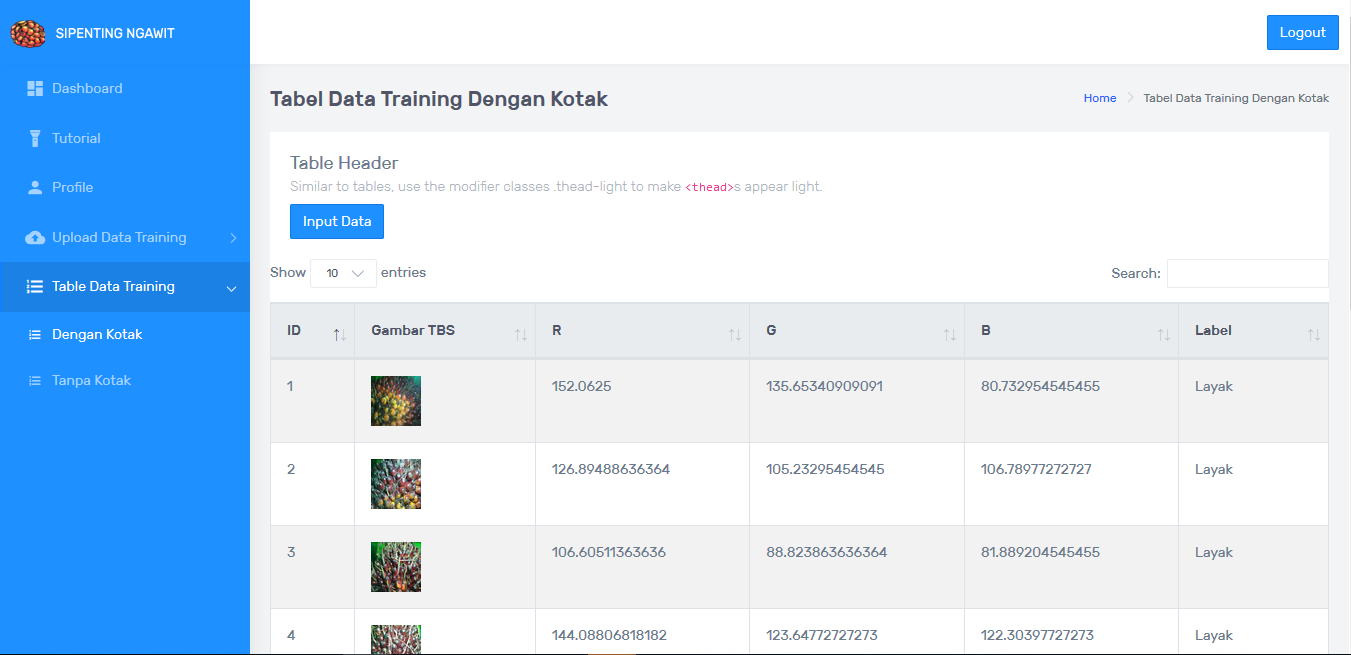 SIPENTING NGAWIT
Logout
Dashboard
Tutorial
Profile
Upload Data Training
Table Data Training
Dengan Kotak
Tanpa Kotak
Tabel Data Training Dengan Kotak
Home Tabel Data Training Dengan Kotak
Table Header
Similar to tables, use the modifier classes .thead-light to make <thead>s appear light.
Input Data
Show 10 entries
Search:
ID Gambar TBS R G B Label
1 152.0625 135.65340909091 80.732954545455 Layak
2 126.89488636364 105.23295454545 106.78977272727 Layak
3 106.60511363636 88.823863636364 81.889204545455 Layak
4 144.08806818182 123.64772727273 122.30397727273 Layak